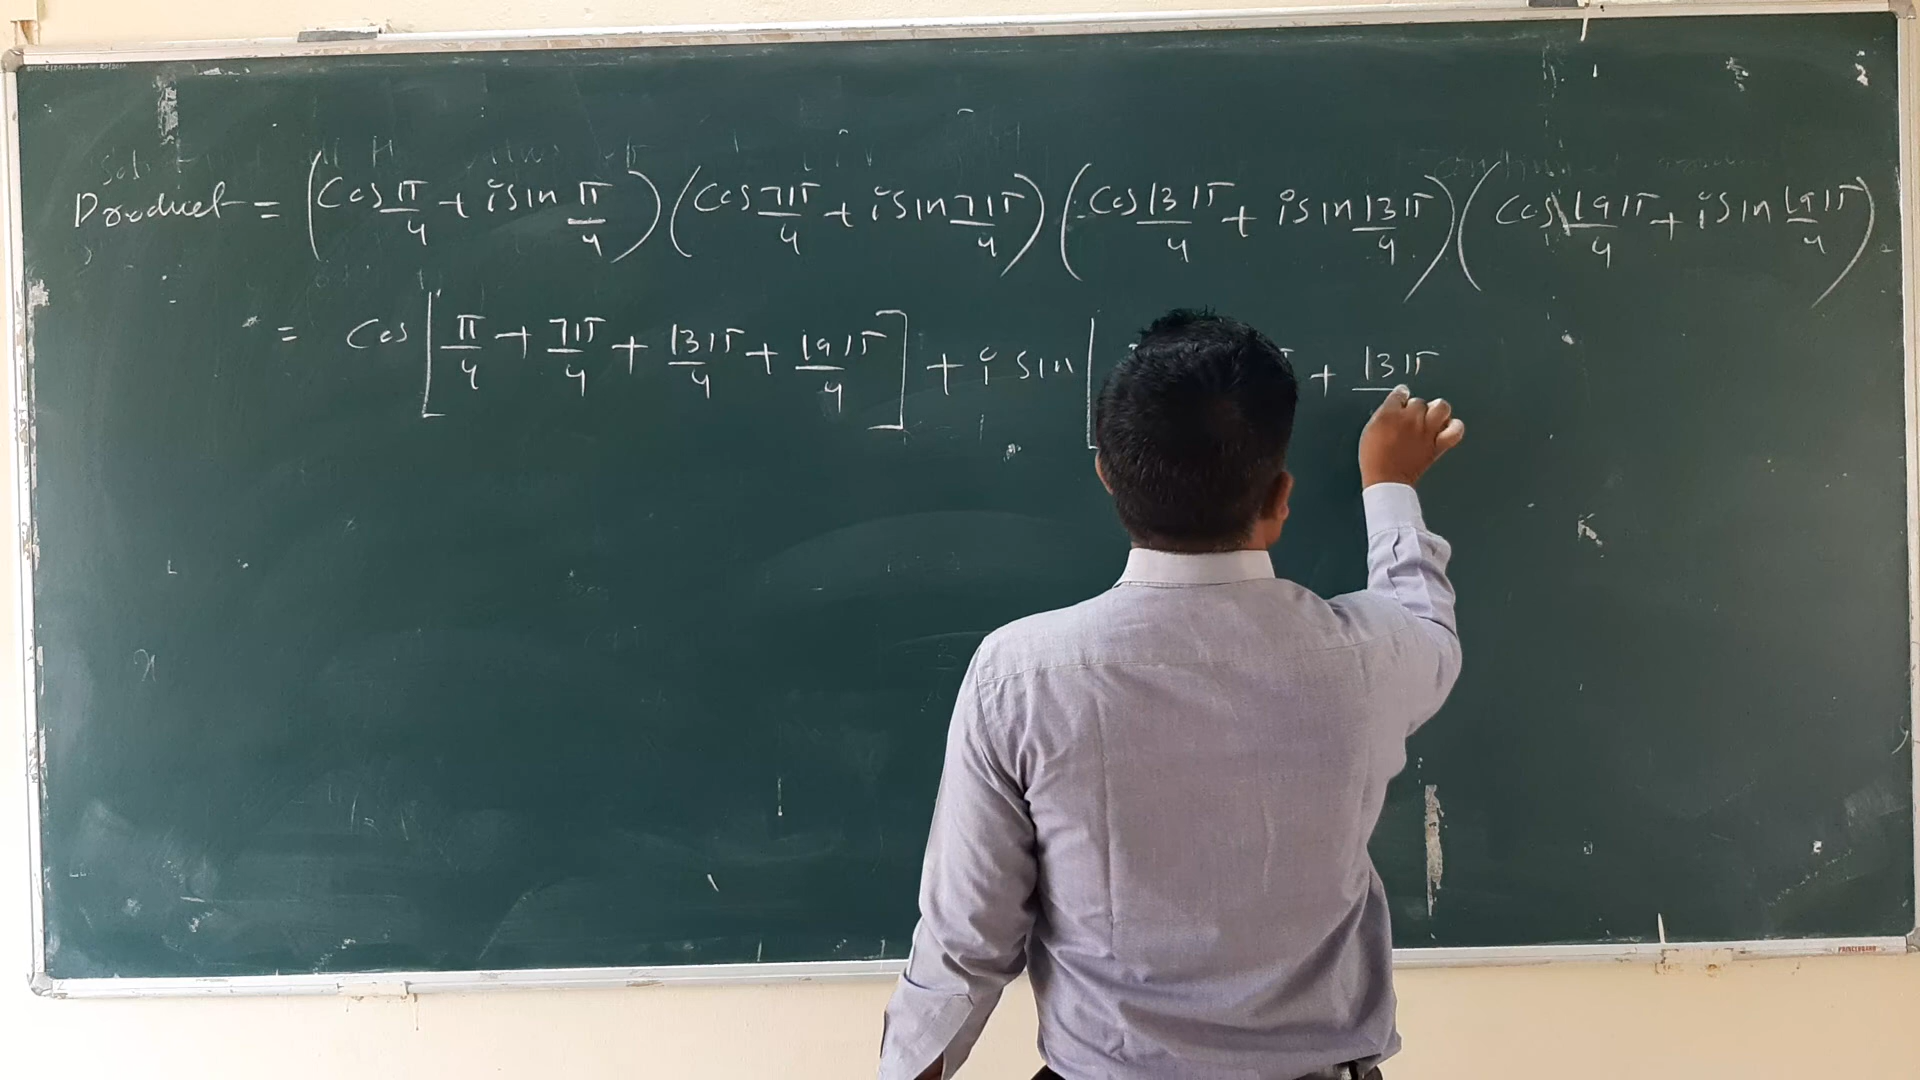 Product = (Cos π/4 + i sin π/4) (Cos 7π/4 + i sin 7π/4) (Cos 13π/4 + i sin 13π/4) (Cos 19π/4 + i sin 19π/4)
= Cos [π/4 + 7π/4 + 13π/4 + 19π/4] + i sin [ + 13π